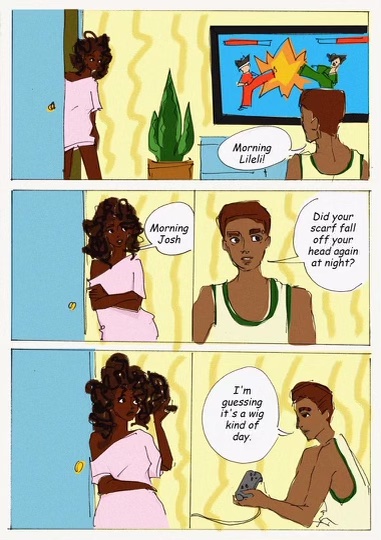 Morning
Lileli!
Morning
Josh
Did your
scarf fall
off your
head again
at night?
I'm
guessing
it's a wig
kind of
day.